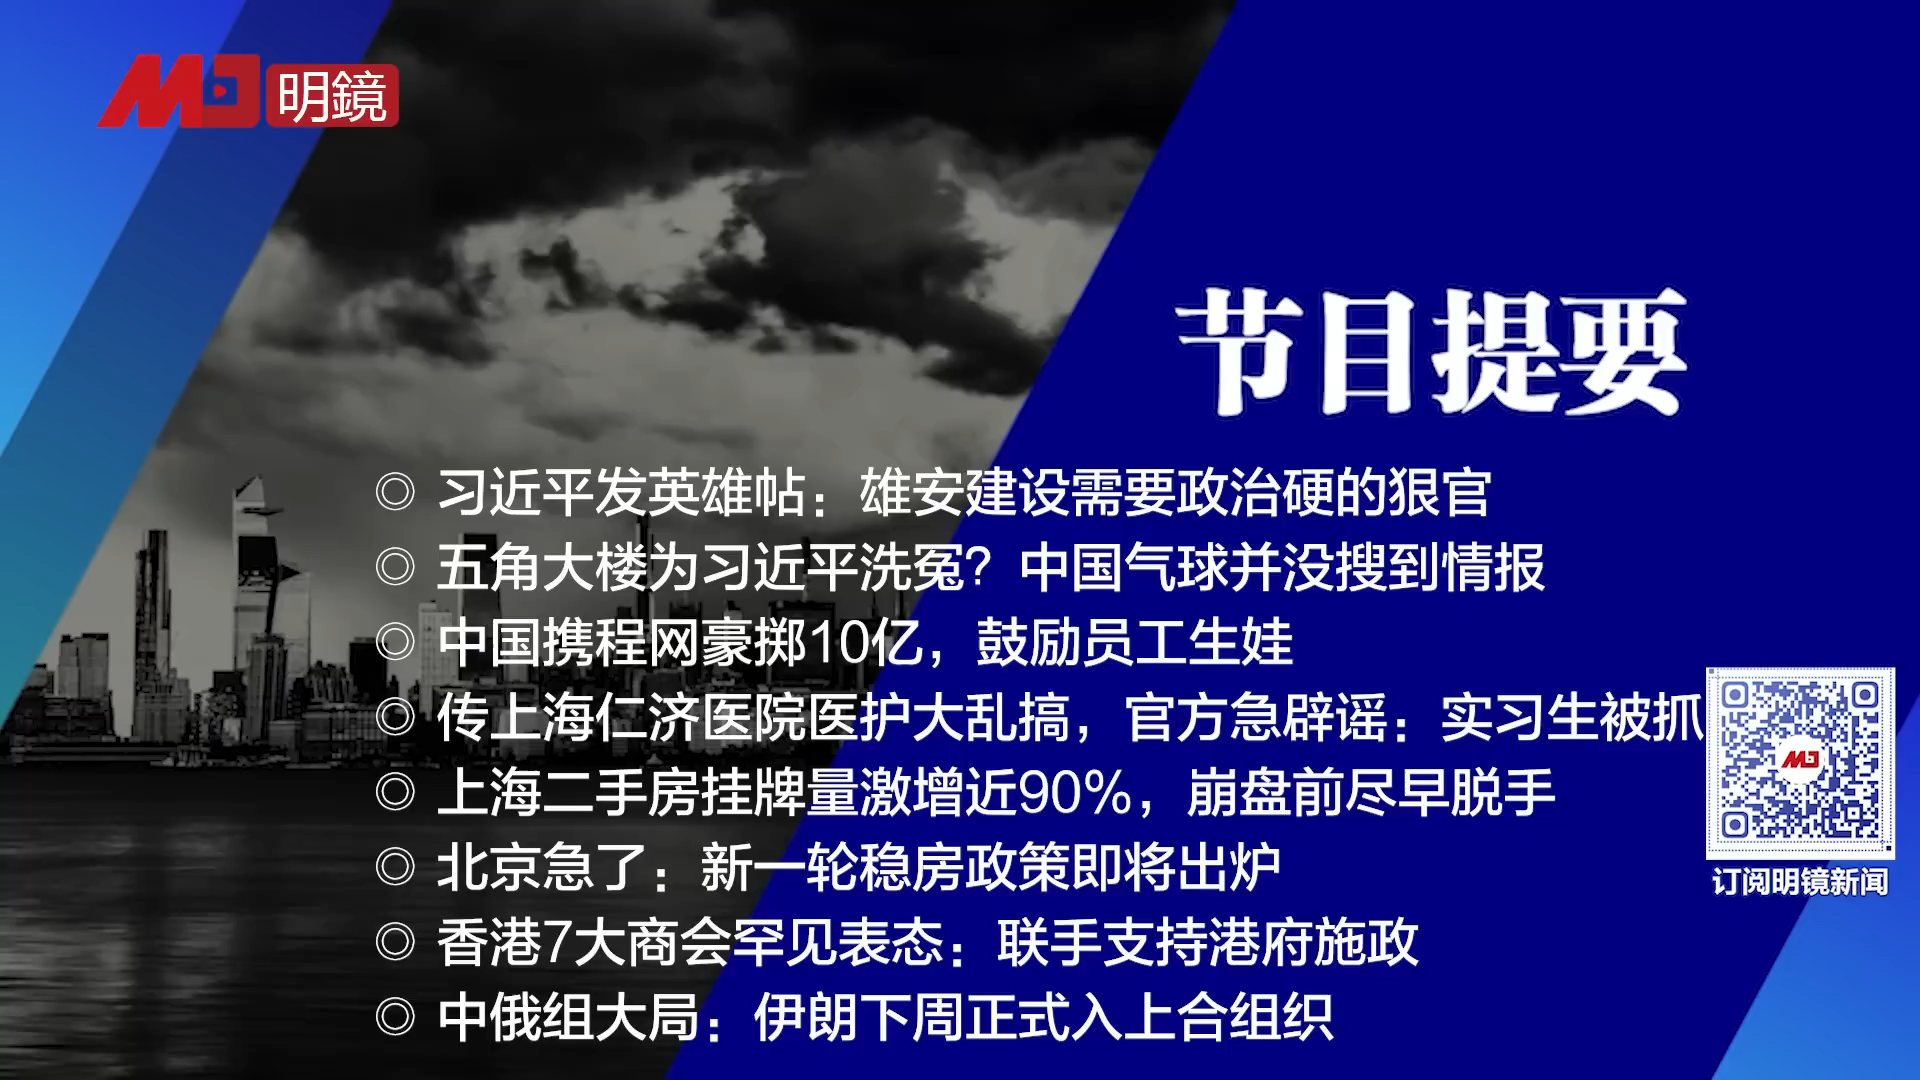 明鏡
节目提要
◎ 习近平发英雄帖：雄安建设需要政治硬的狠官
◎ 五角大楼为习近平洗冤？中国气球并没搜到情报
◎ 中国携程网豪掷10亿，鼓励员工生娃
◎ 传上海仁济医院医护大乱搞，官方急辟谣：实习生被抓
◎ 上海二手房挂牌量激增近90%，崩盘前尽早脱手
◎ 北京急了：新一轮稳房政策即将出炉
◎ 香港7大商会罕见表态：联手支持港府施政
◎ 中俄组大局：伊朗下周正式入上合组织
订阅明镜新闻